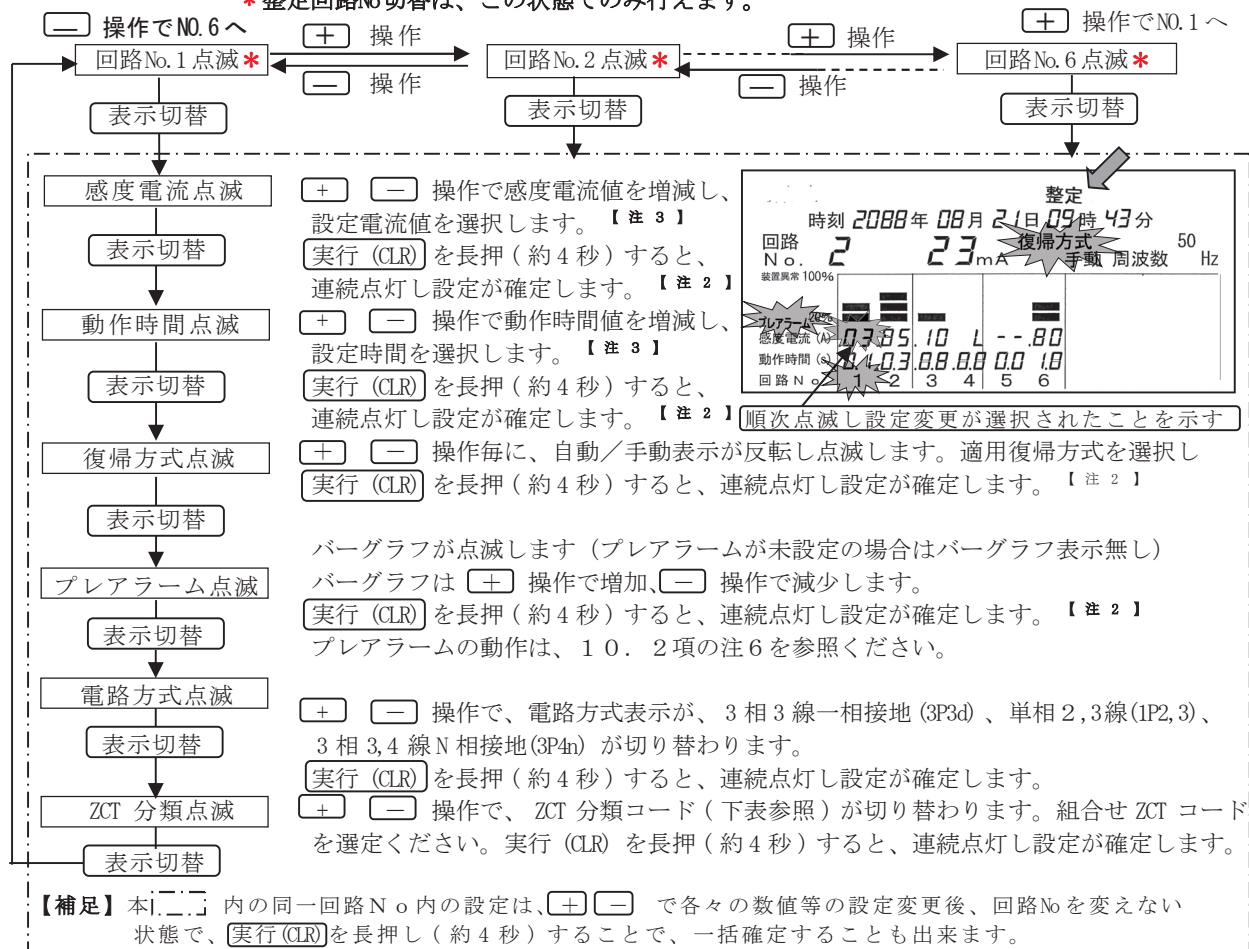 *整定回路No切替は、この状態でのみ行えます。
－ 操作でNO.6へ
＋ 操作
＋ 操作
＋ 操作でNO.1へ
回路No.1点滅*
回路No.2点滅*
回路No.6点滅*
－ 操作
－ 操作
表示切替
表示切替
表示切替
感度電流点滅
＋ － 操作で感度電流値を増減し、
設定電流値を選択します。【注3】
表示切替
実行(CLR)を長押(約4秒)すると、
連続点灯し設定が確定します。【注2】
動作時間点滅
＋ － 操作で動作時間値を増減し、
設定時間を選択します。【注3】
表示切替
実行(CLR)を長押(約4秒)すると、
連続点灯し設定が確定します。【注2】
整定
時刻 2088年 08月 21日 09時 43分
回路 No. 2 23mA 復帰方式 手動 周波数 50 Hz
装置異常 100%
プレアラーム 20%
感度電流(A) .03 .85 .10 L -- .80
動作時間(s) 0.1 0.3 0.8 0.8 0.0 1.8
回路No 1 2 3 4 5 6
順次点滅し設定変更が選択されたことを示す
復帰方式点滅
＋ － 操作毎に、自動／手動表示が反転し点滅します。適用復帰方式を選択し
実行(CLR)を長押(約4秒)すると、連続点灯し設定が確定します。【注2】
表示切替
バーグラフが点滅します（プレアラームが未設定の場合はバーグラフ表示無し）
プレアラーム点滅
バーグラフは ＋ 操作で増加、－ 操作で減少します。
実行(CLR)を長押(約4秒)すると、連続点灯し設定が確定します。【注2】
表示切替
プレアラームの動作は、１０．２項の注６を参照ください。
電路方式点滅
＋ － 操作で、電路方式表示が、3相3線一相接地(3P3d)、単相2,3線(1P2,3)、
3相3,4線N相接地(3P4n)が切り替わります。
表示切替
実行(CLR)を長押(約4秒)すると、連続点灯し設定が確定します。
ZCT分類点滅
＋ － 操作で、ZCT分類コード(下表参照)が切り替わります。組合せZCTコード
を選定ください。実行(CLR)を長押(約4秒)すると、連続点灯し設定が確定します。
表示切替
【補足】本 内の同一回路No内の設定は、＋ － で各々の数値等の設定変更後、回路Noを変えない
状態で、実行(CLR)を長押し(約4秒)することで、一括確定することも出来ます。